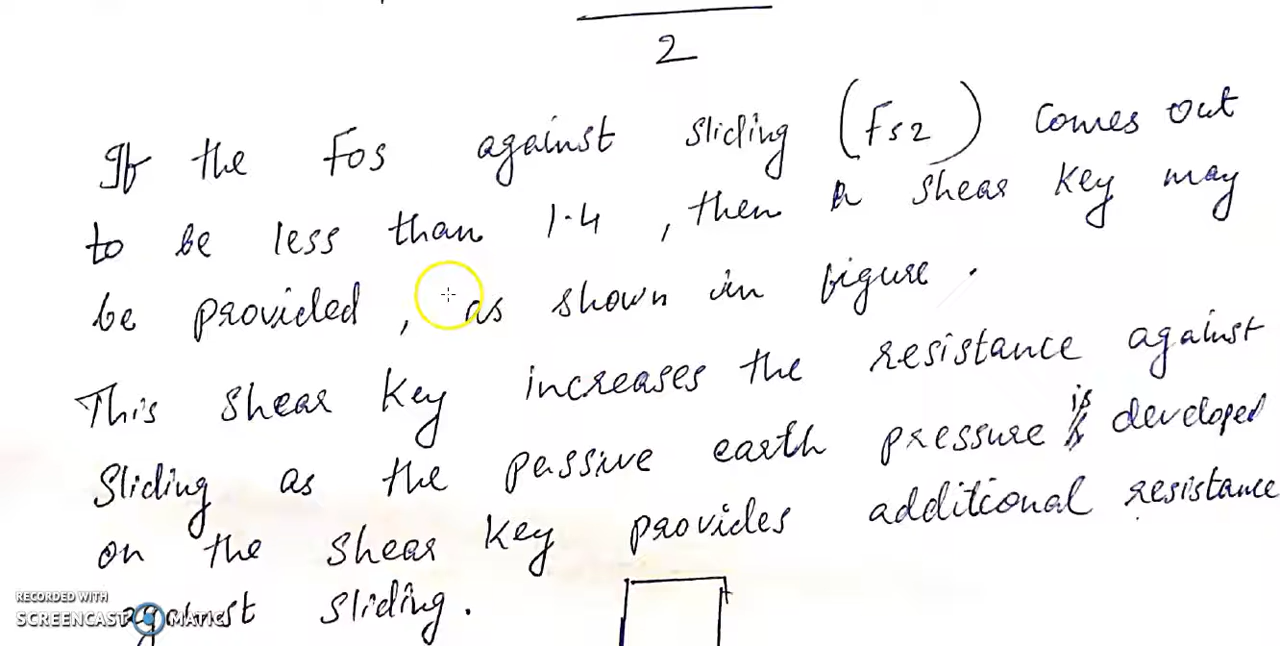 2
If the FOS against sliding (Fs2) comes out
to be less than 1.4, then a shear key may
be provided, as shown in figure.
This shear key increases the resistance against
sliding as the passive earth pressure is developed
on the shear key provides additional resistance
against sliding.
RECORDED WITH
SCREENCAST MATIC